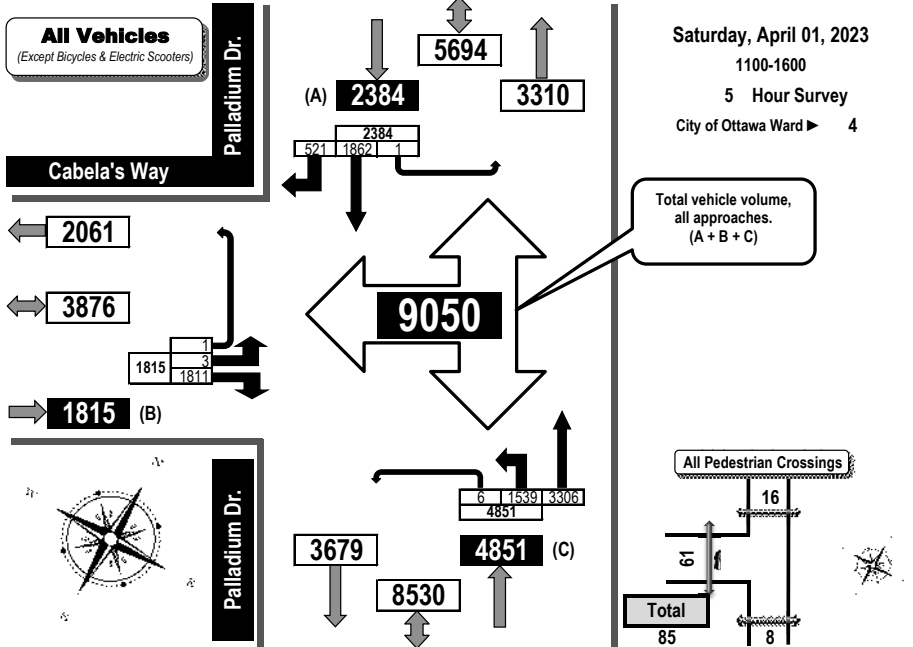 All Vehicles
(Except Bicycles & Electric Scooters)
Palladium Dr.
Cabela's Way
5694
(A) 2384
3310
2384
521 1862 1
Saturday, April 01, 2023
1100-1600
5 Hour Survey
City of Ottawa Ward ► 4
Total vehicle volume,
all approaches.
(A + B + C)
2061
3876
9050
1
1815 3
1811
1815 (B)
6 1539 3306
4851
Palladium Dr.
3679
4851 (C)
8530
All Pedestrian Crossings
16
61
Total
85
8